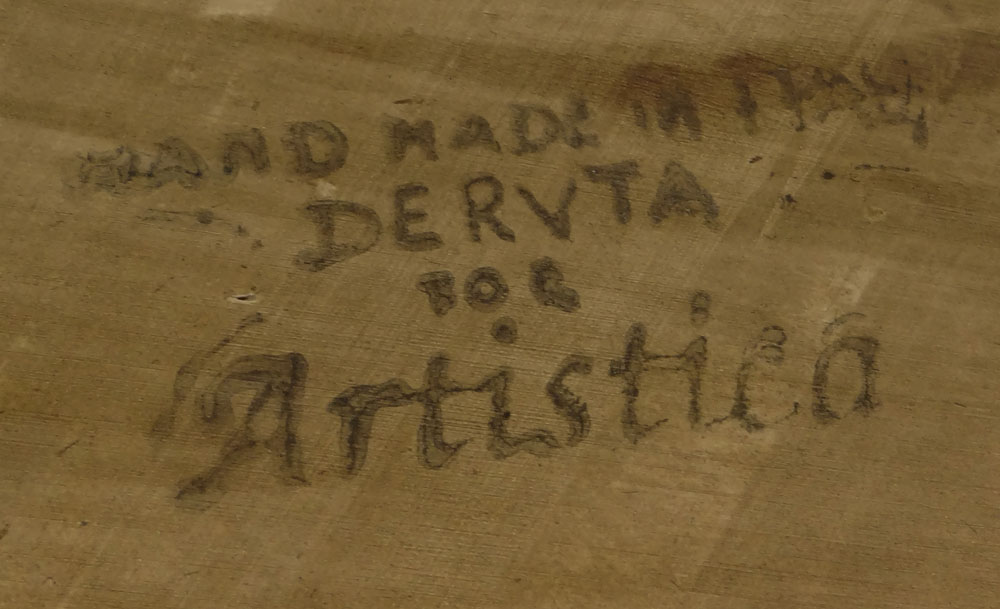 HAND MADE IN ITALY
DERVTA
FOR
Artistica